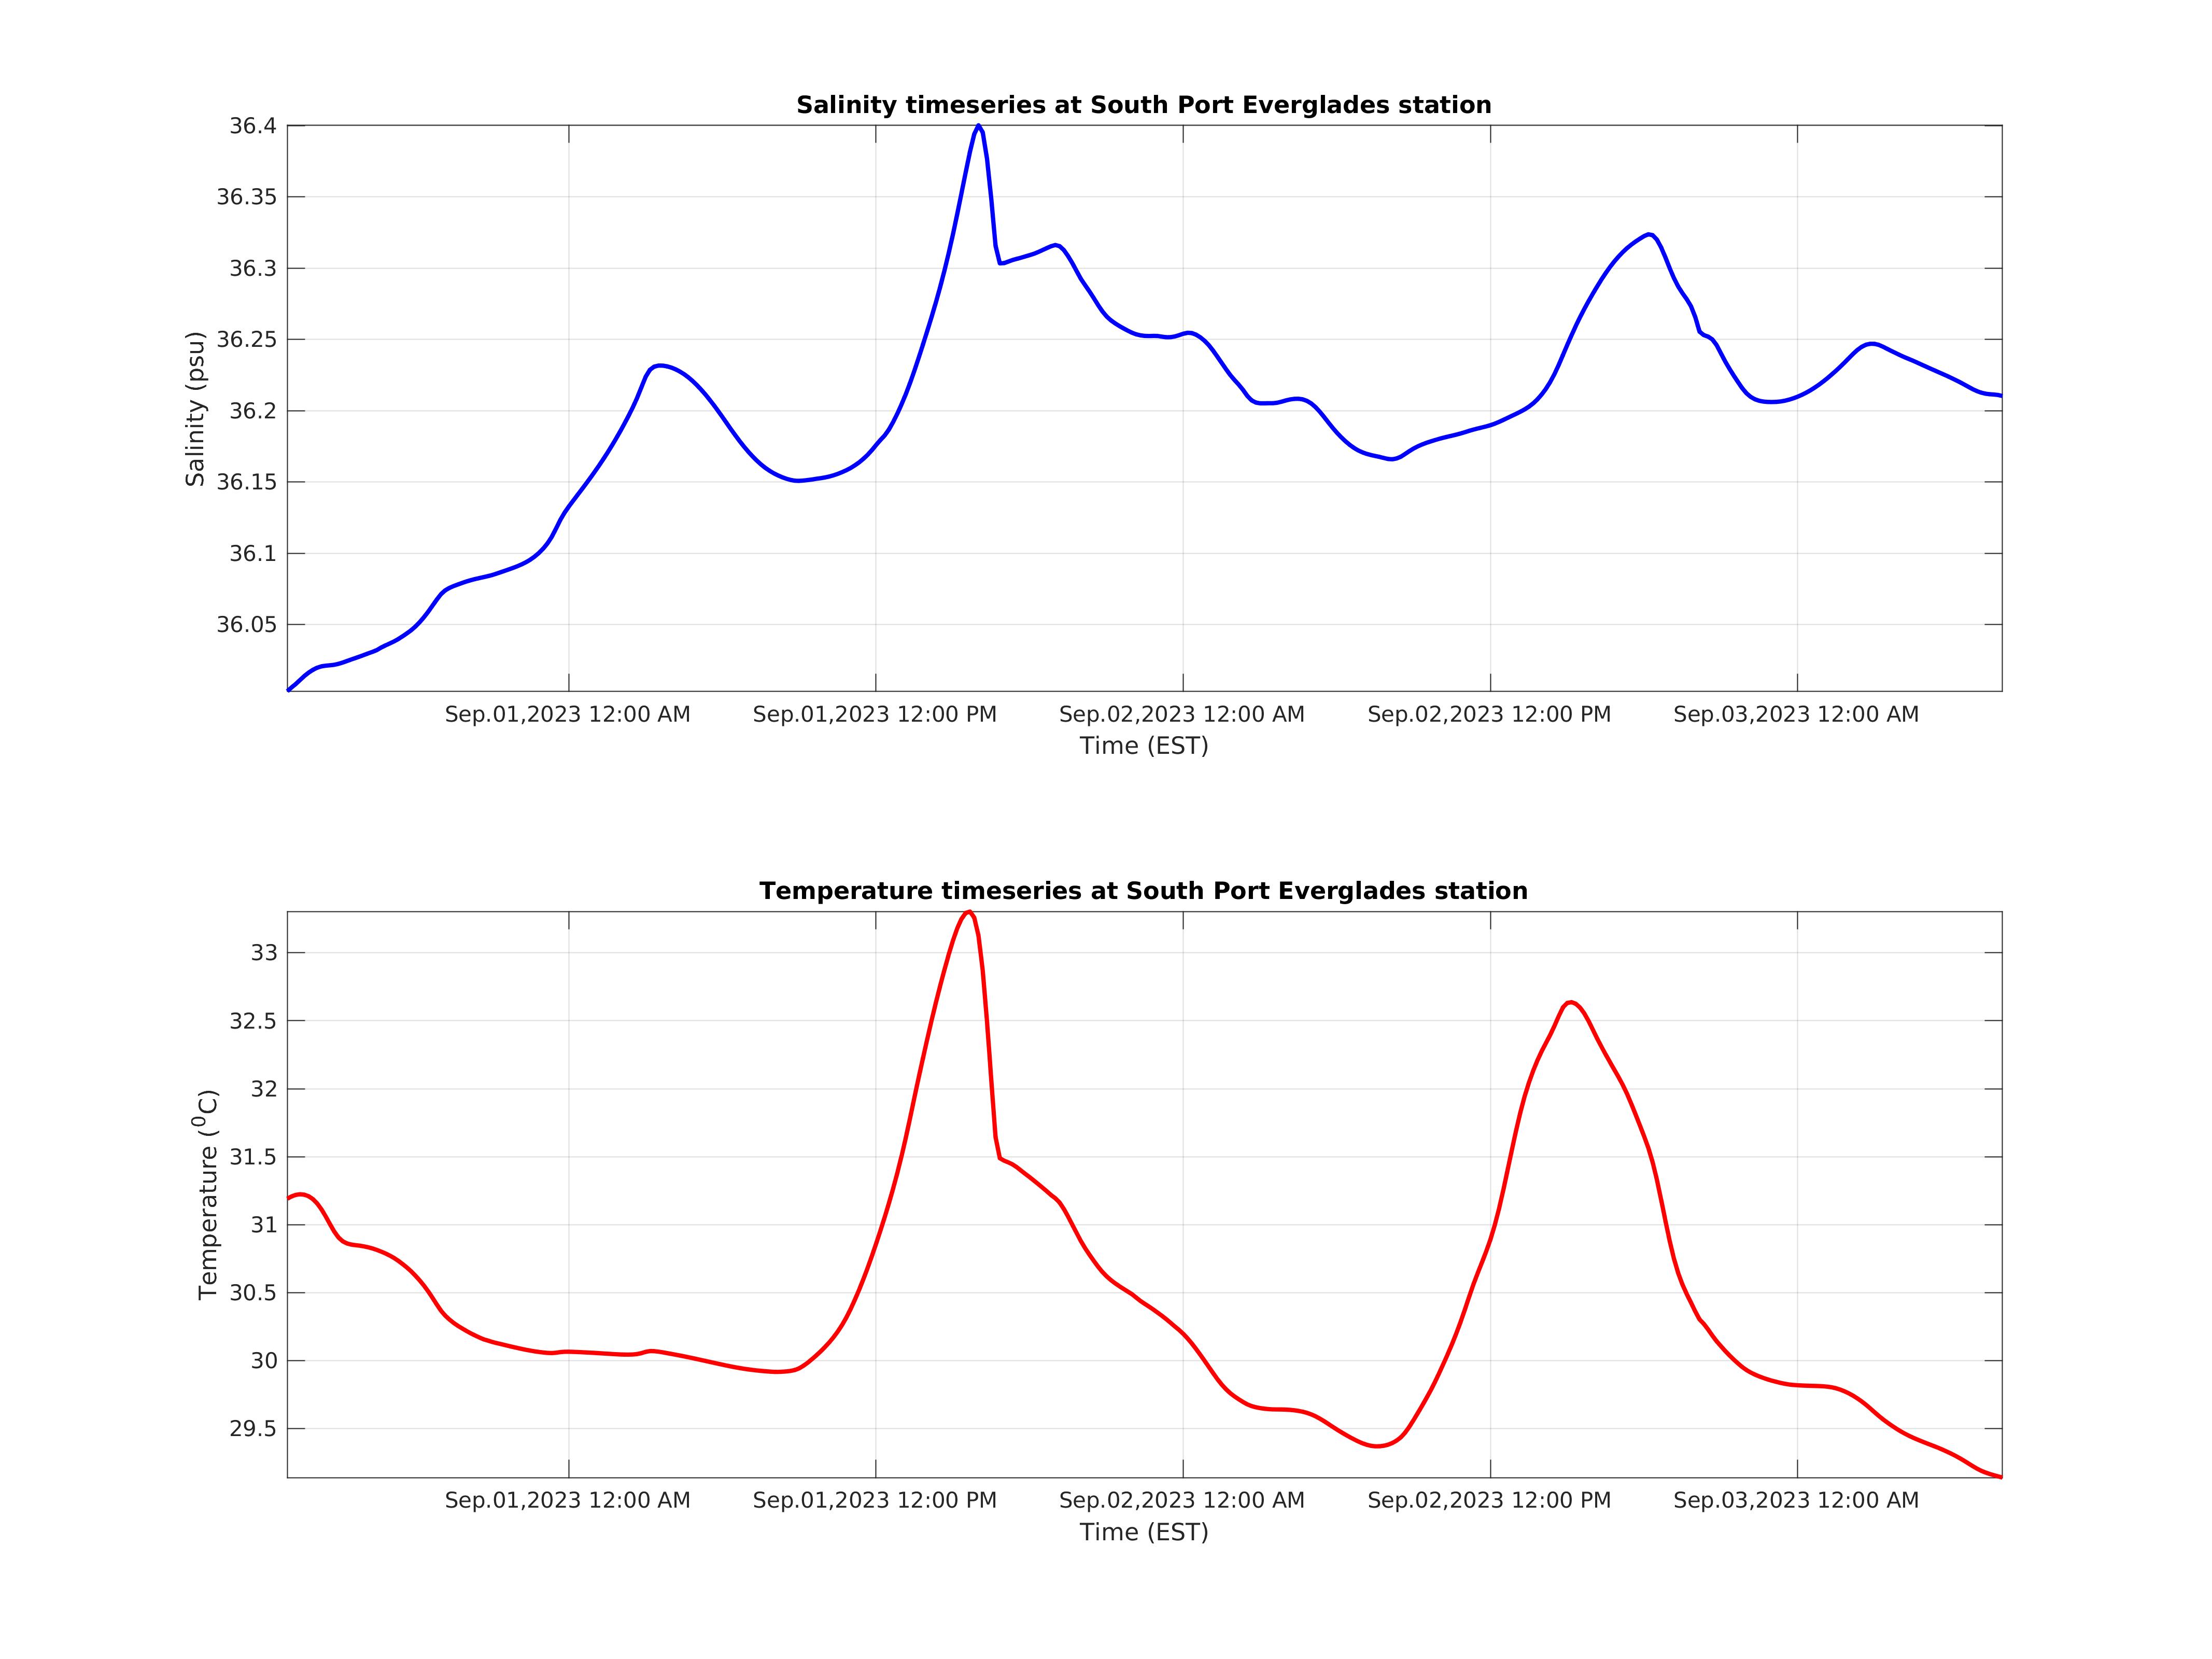 Salinity timeseries at South Port Everglades station
36.4
36.35
36.3
36.25
36.2
36.15
36.1
36.05
Salinity (psu)
Sep.01,2023 12:00 AM Sep.01,2023 12:00 PM Sep.02,2023 12:00 AM Sep.02,2023 12:00 PM Sep.03,2023 12:00 AM
Time (EST)
Temperature timeseries at South Port Everglades station
33
32.5
32
31.5
31
30.5
30
29.5
Temperature (⁰C)
Sep.01,2023 12:00 AM Sep.01,2023 12:00 PM Sep.02,2023 12:00 AM Sep.02,2023 12:00 PM Sep.03,2023 12:00 AM
Time (EST)